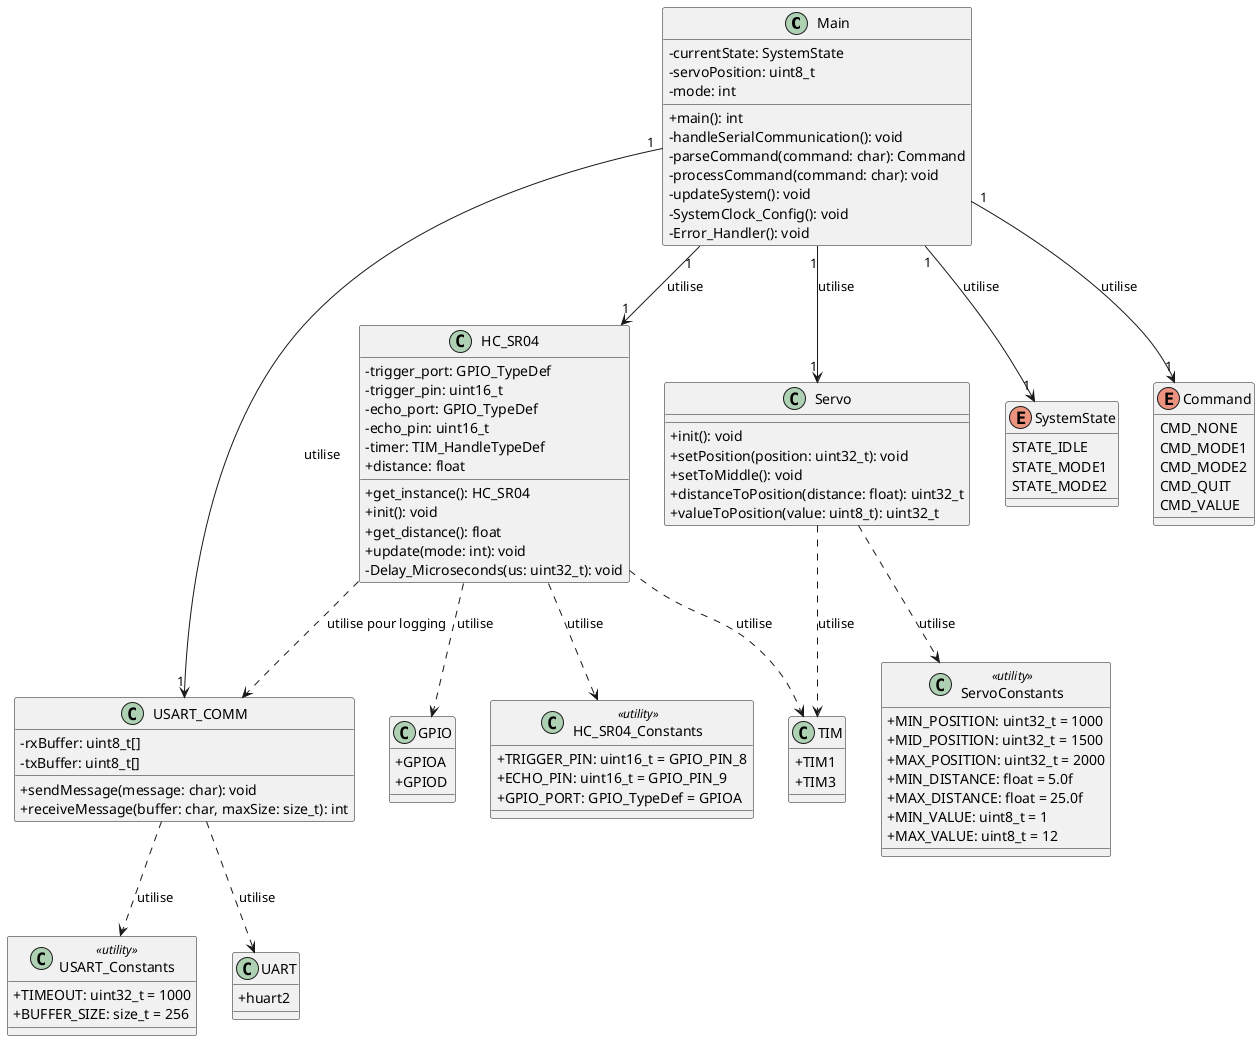 C Main
-currentState: SystemState
-servoPosition: uint8_t
-mode: int
+main(): int
-handleSerialCommunication(): void
-parseCommand(command: char): Command
-processCommand(command: char): void
-updateSystem(): void
-SystemClock_Config(): void
-Error_Handler(): void
1
1
1
1
1
utilise
utilise
utilise
utilise
utilise
1
1
1
1
1
C HC_SR04
-trigger_port: GPIO_TypeDef
-trigger_pin: uint16_t
-echo_port: GPIO_TypeDef
-echo_pin: uint16_t
-timer: TIM_HandleTypeDef
+distance: float
+get_instance(): HC_SR04
+init(): void
+get_distance(): float
+update(mode: int): void
-Delay_Microseconds(us: uint32_t): void
C Servo
+init(): void
+setPosition(position: uint32_t): void
+setToMiddle(): void
+distanceToPosition(distance: float): uint32_t
+valueToPosition(value: uint8_t): uint32_t
E SystemState
STATE_IDLE
STATE_MODE1
STATE_MODE2
E Command
CMD_NONE
CMD_MODE1
CMD_MODE2
CMD_QUIT
CMD_VALUE
utilise pour logging
utilise
utilise
utilise
utilise
utilise
C USART_COMM
-rxBuffer: uint8_t[]
-txBuffer: uint8_t[]
+sendMessage(message: char): void
+receiveMessage(buffer: char, maxSize: size_t): int
C GPIO
+GPIOA
+GPIOD
«utility»
C HC_SR04_Constants
+TRIGGER_PIN: uint16_t = GPIO_PIN_8
+ECHO_PIN: uint16_t = GPIO_PIN_9
+GPIO_PORT: GPIO_TypeDef = GPIOA
C TIM
+TIM1
+TIM3
«utility»
C ServoConstants
+MIN_POSITION: uint32_t = 1000
+MID_POSITION: uint32_t = 1500
+MAX_POSITION: uint32_t = 2000
+MIN_DISTANCE: float = 5.0f
+MAX_DISTANCE: float = 25.0f
+MIN_VALUE: uint8_t = 1
+MAX_VALUE: uint8_t = 12
utilise
utilise
«utility»
C USART_Constants
+TIMEOUT: uint32_t = 1000
+BUFFER_SIZE: size_t = 256
C UART
+huart2